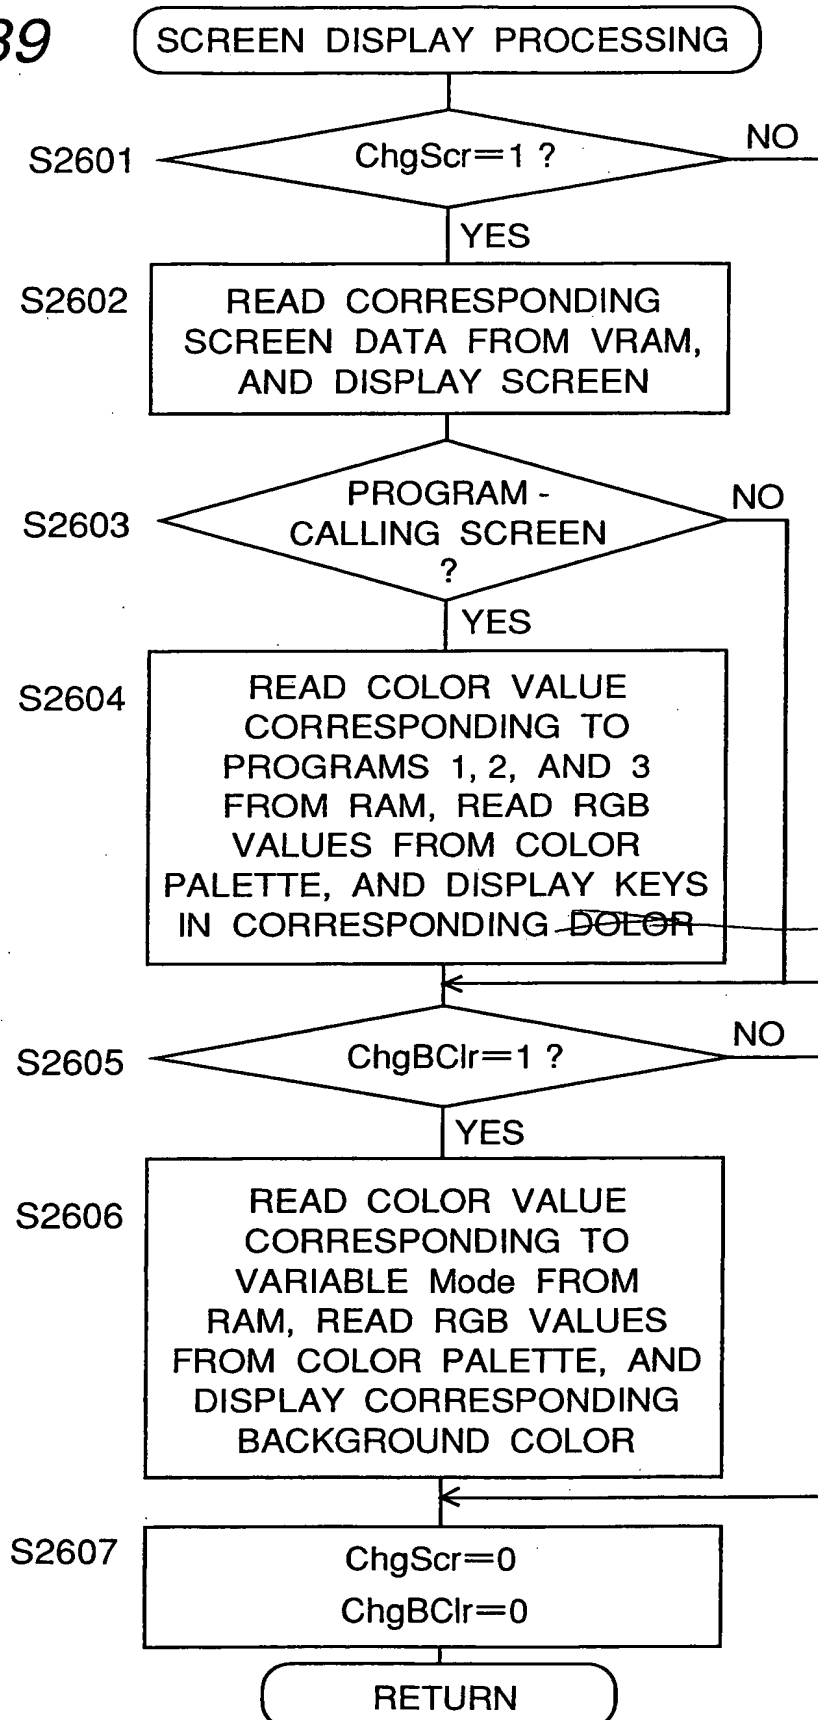 39
SCREEN DISPLAY PROCESSING
S2601
ChgScr=1 ?
NO
YES
S2602
READ CORRESPONDING
SCREEN DATA FROM VRAM,
AND DISPLAY SCREEN
S2603
PROGRAM -
CALLING SCREEN
?
NO
YES
S2604
READ COLOR VALUE
CORRESPONDING TO
PROGRAMS 1, 2, AND 3
FROM RAM, READ RGB
VALUES FROM COLOR
PALETTE, AND DISPLAY KEYS
IN CORRESPONDING DOLOR
S2605
ChgBClr=1 ?
NO
YES
S2606
READ COLOR VALUE
CORRESPONDING TO
VARIABLE Mode FROM
RAM, READ RGB VALUES
FROM COLOR PALETTE, AND
DISPLAY CORRESPONDING
BACKGROUND COLOR
S2607
ChgScr=0
ChgBClr=0
RETURN